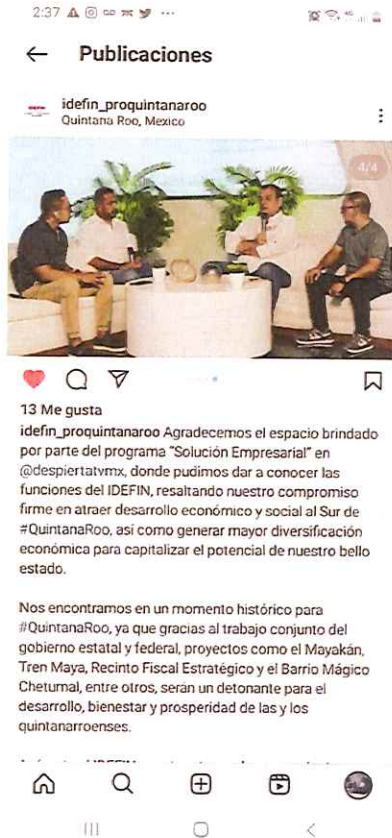 2:37
Publicaciones
idefin_proquintanaroo
Quintana Roo, Mexico
4/4
13 Me gusta
idefin_proquintanaroo Agradecemos el espacio brindado
por parte del programa "Solución Empresarial" en
@despiertatvmx, donde pudimos dar a conocer las
funciones del IDEFIN, resaltando nuestro compromiso
firme en atraer desarrollo económico y social al Sur de
#QuintanaRoo, así como generar mayor diversificación
económica para capitalizar el potencial de nuestro bello
estado.
Nos encontramos en un momento histórico para
#QuintanaRoo, ya que gracias al trabajo conjunto del
gobierno estatal y federal, proyectos como el Mayakán,
Tren Maya, Recinto Fiscal Estratégico y el Barrio Mágico
Chetumal, entre otros, serán un detonante para el
desarrollo, bienestar y prosperidad de las y los
quintanarroenses.